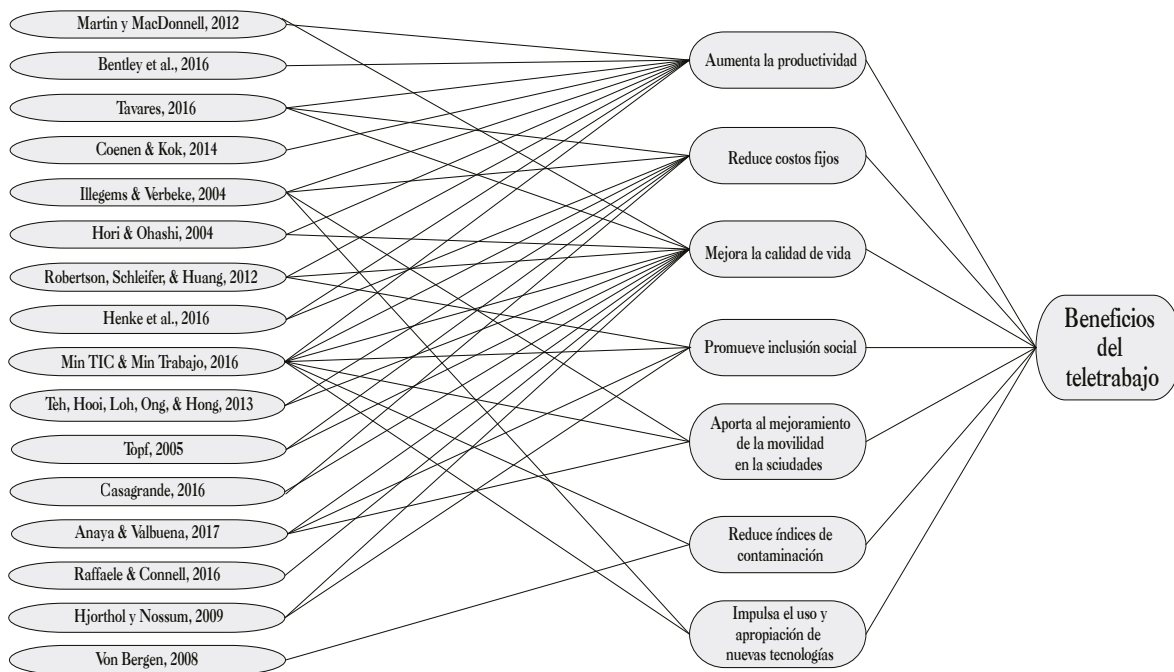 Martin y MacDonnell, 2012
Bentley et al., 2016
Tavares, 2016
Coenen & Kok, 2014
Illegems & Verbeke, 2004
Hori & Ohashi, 2004
Robertson, Schleifer, & Huang, 2012
Henke et al., 2016
Min TIC & Min Trabajo, 2016
Teh, Hooi, Loh, Ong, & Hong, 2013
Topf, 2005
Casagrande, 2016
Anaya & Valbuena, 2017
Raffaele & Connell, 2016
Hjorthol y Nossum, 2009
Von Bergen, 2008
Aumenta la productividad
Reduce costos fijos
Mejora la calidad de vida
Promueve inclusión social
Aporta al mejoramiento
de la movilidad
en la sciudades
Reduce índices de
contaminación
Impulsa el uso y
apropiación de
nuevas tecnologías
Beneficios
del
teletrabajo